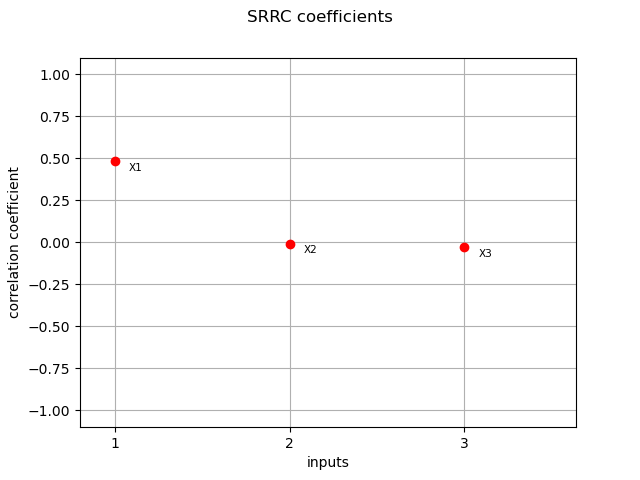 SRRC coefficients
1.00
0.75
0.50
0.25
0.00
−0.25
−0.50
−0.75
−1.00
correlation coefficient
X1
X2
X3
1 2 3
inputs